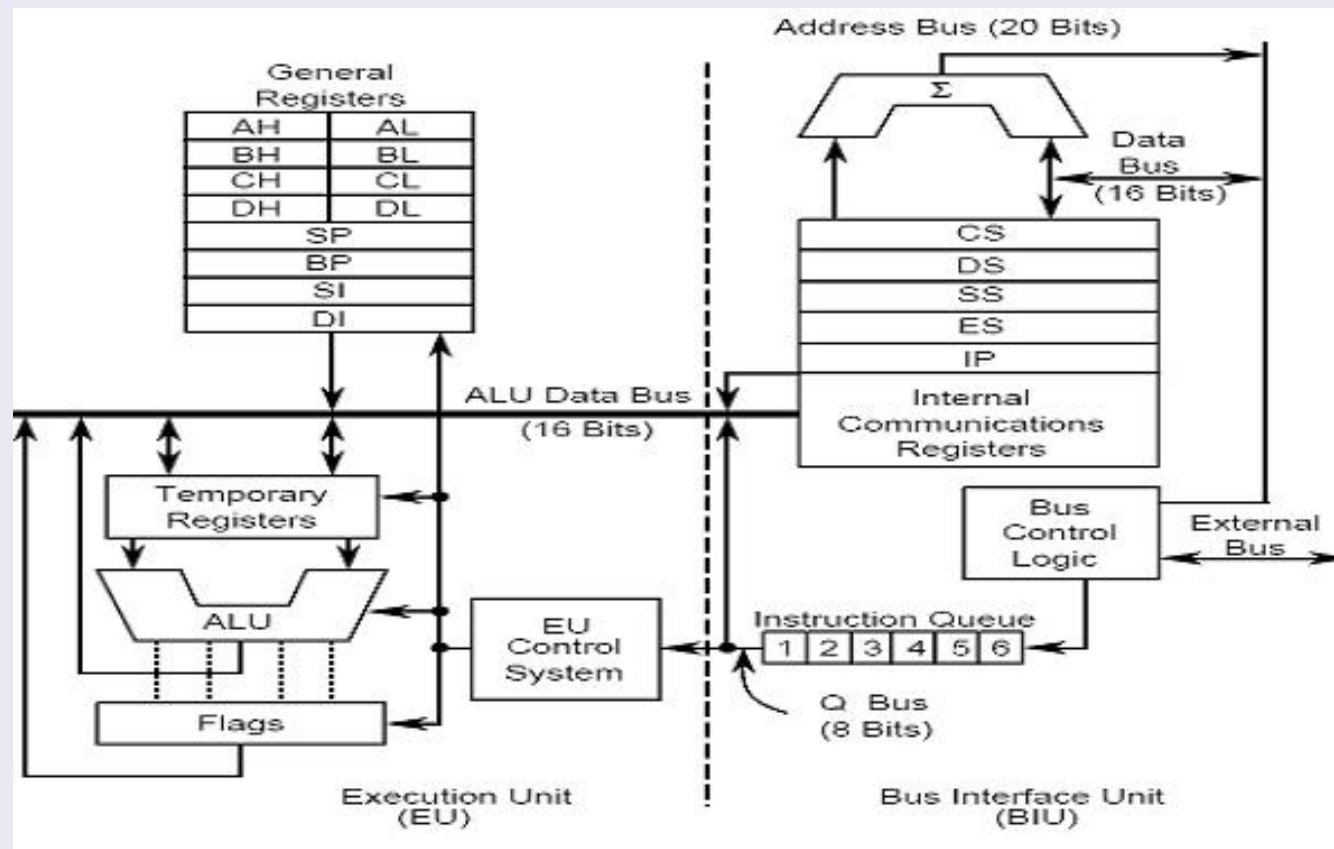 Address Bus (20 Bits)
General
Registers
AH AL
BH BL
CH CL
DH DL
SP
BP
SI
DI
Σ
Data
Bus
(16 Bits)
CS
DS
SS
ES
IP
Internal
Communications
Registers
ALU Data Bus
(16 Bits)
Temporary
Registers
ALU
Flags
EU
Control
System
Bus
Control
Logic
External
Bus
Instruction Queue
1 2 3 4 5 6
Q Bus
(8 Bits)
Execution Unit
(EU)
Bus Interface Unit
(BIU)